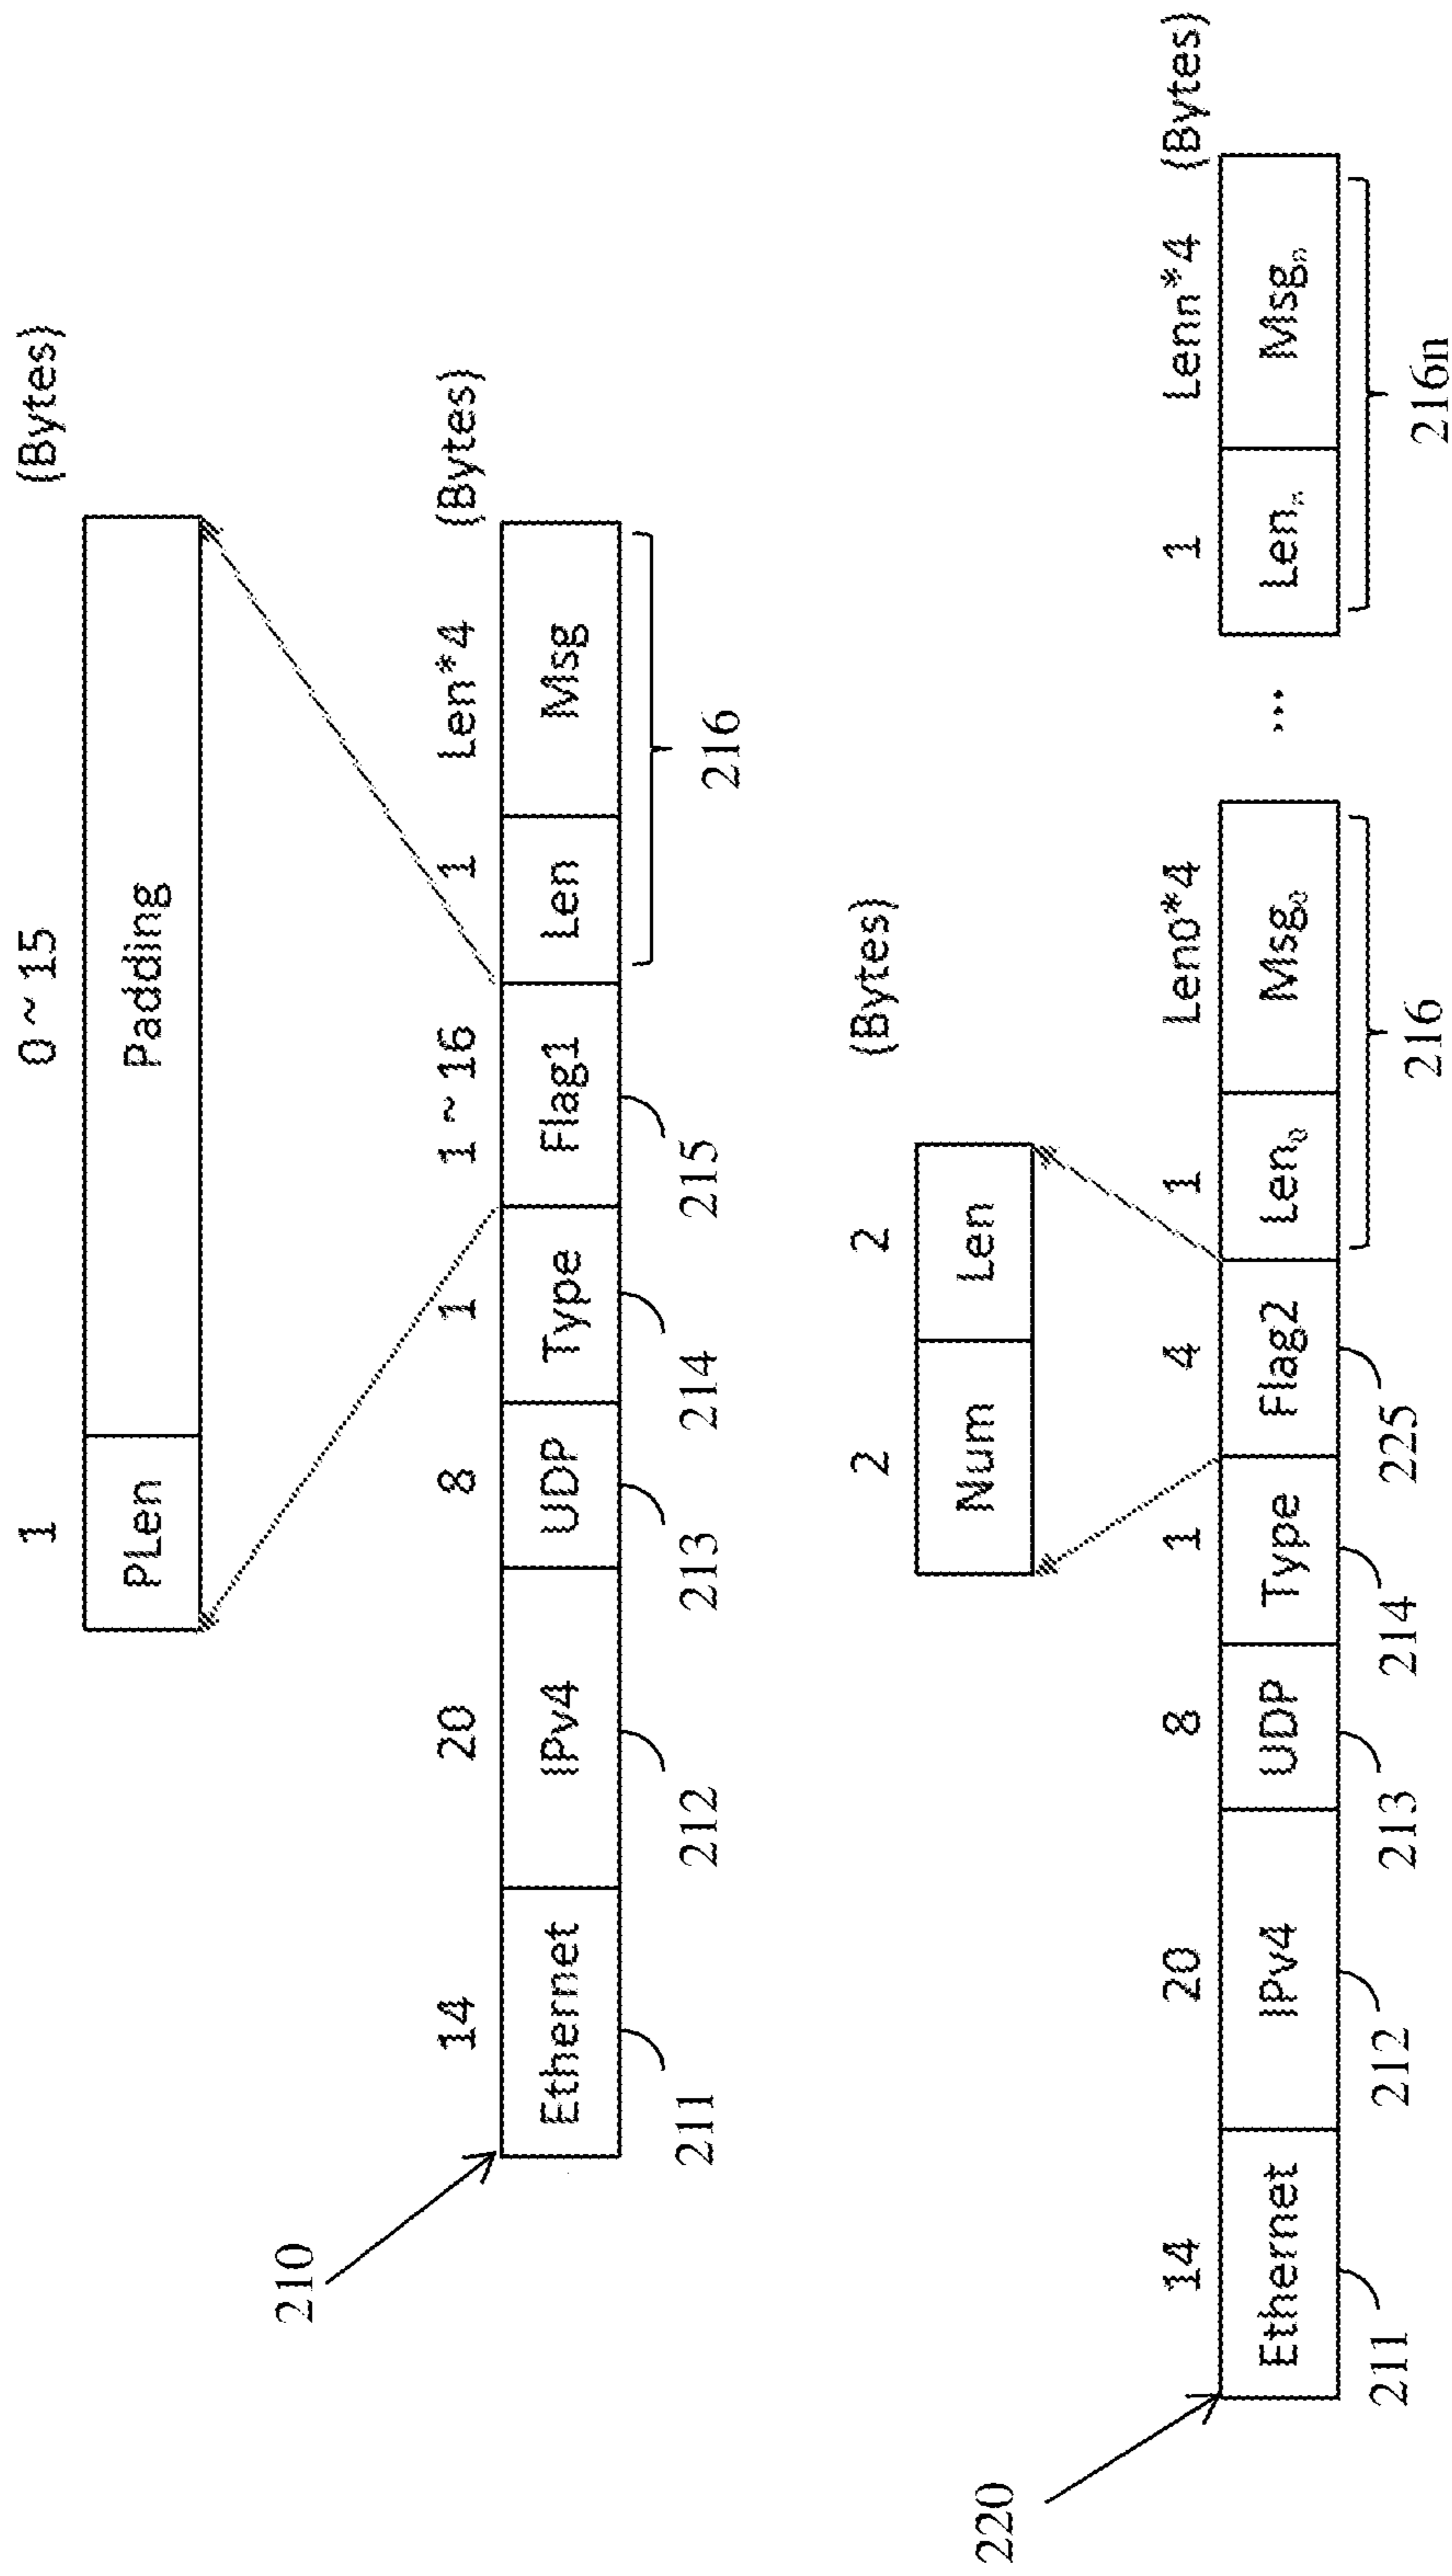 1 0 ~ 15 (Bytes)
PLen Padding
210
14 20 8 1 1 ~ 16 1 Len*4 (Bytes)
Ethernet IPv4 UDP Type Flag1 Len Msg
211 212 213 214 215 216
2 2 (Bytes)
Num Len
220
14 20 8 1 4 1 Len0*4 1 Lenn*4 (Bytes)
Ethernet IPv4 UDP Type Flag2 Len₀ Msg₀ ... Lenₙ Msgₙ
211 212 213 214 225 216 216n